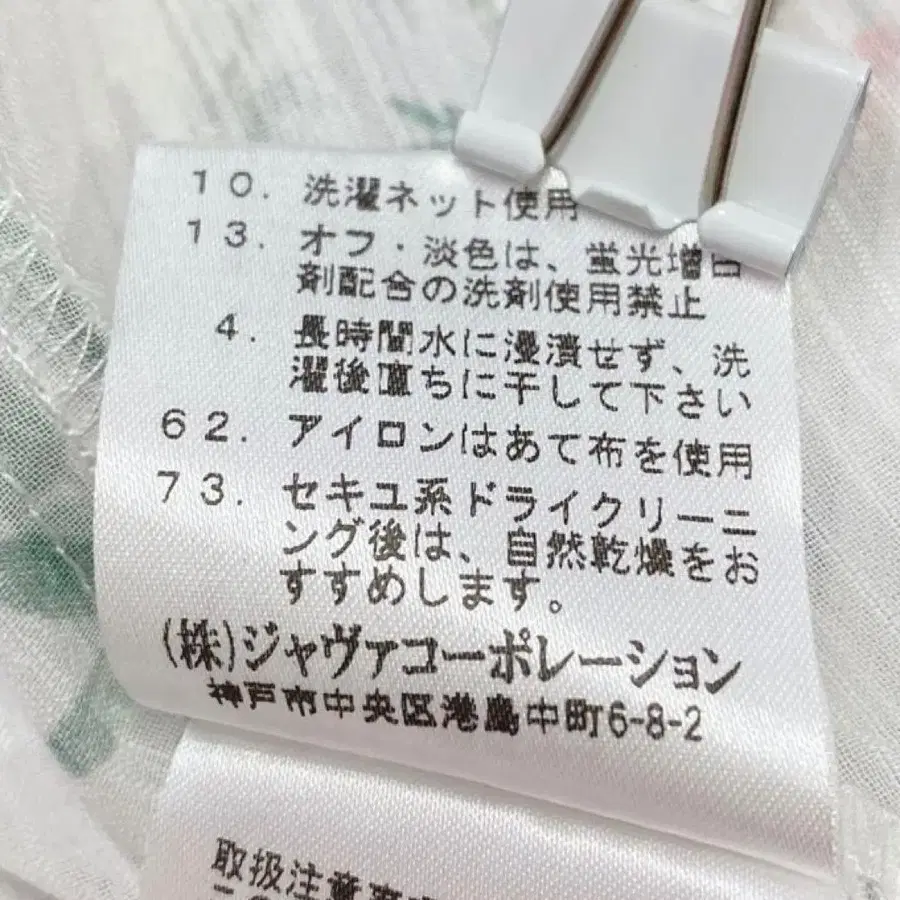 10. 洗濯ネット使用
13. オフ・淡色は、蛍光増白
剤配合の洗剤使用禁止
4. 長時間水に浸漬せず、洗
濯後直ちに干して下さい
62. アイロンはあて布を使用
73. セキユ系ドライクリーニ
ング後は、自然乾燥をお
すすめします。
(株)ジャヴァコーポレーション
神戸市中央区港島中町6-8-2
取扱注意事